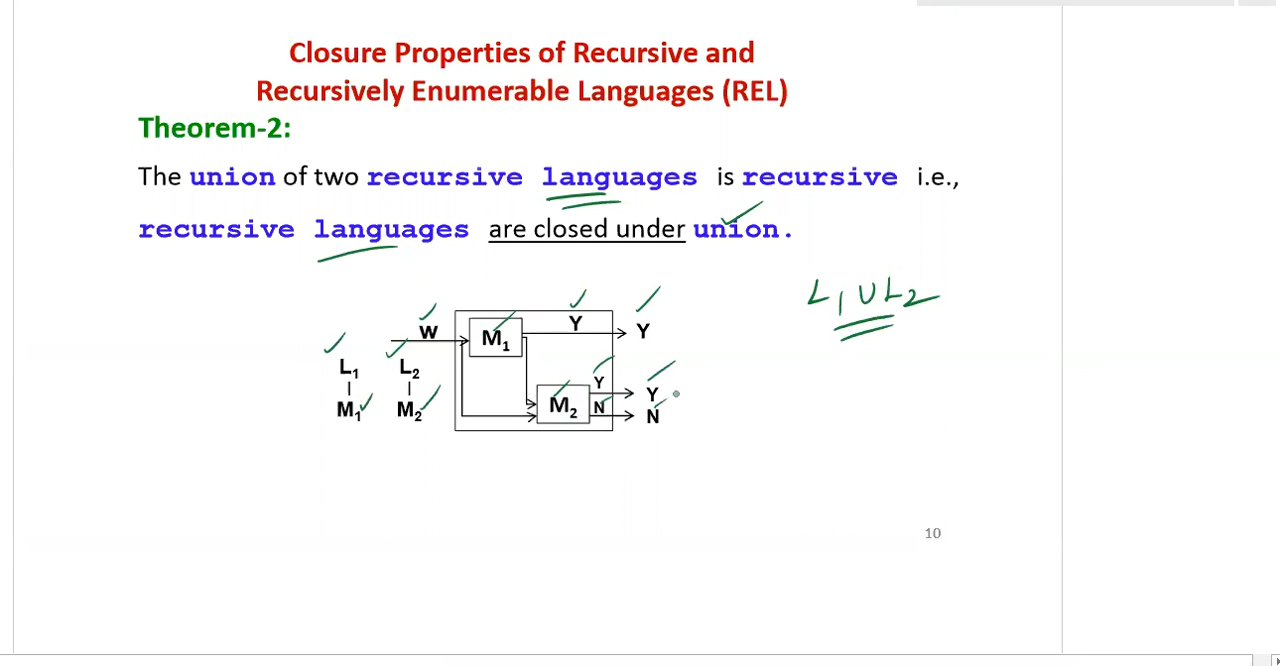 Closure Properties of Recursive and
Recursively Enumerable Languages (REL)
Theorem-2:
The union of two recursive languages is recursive i.e.,
recursive languages are closed under union.
L₁ U L₂
W
Y
Y
M₁
L₁
L₂
Y
Y
M₁
M₂
M₂
N
N
10